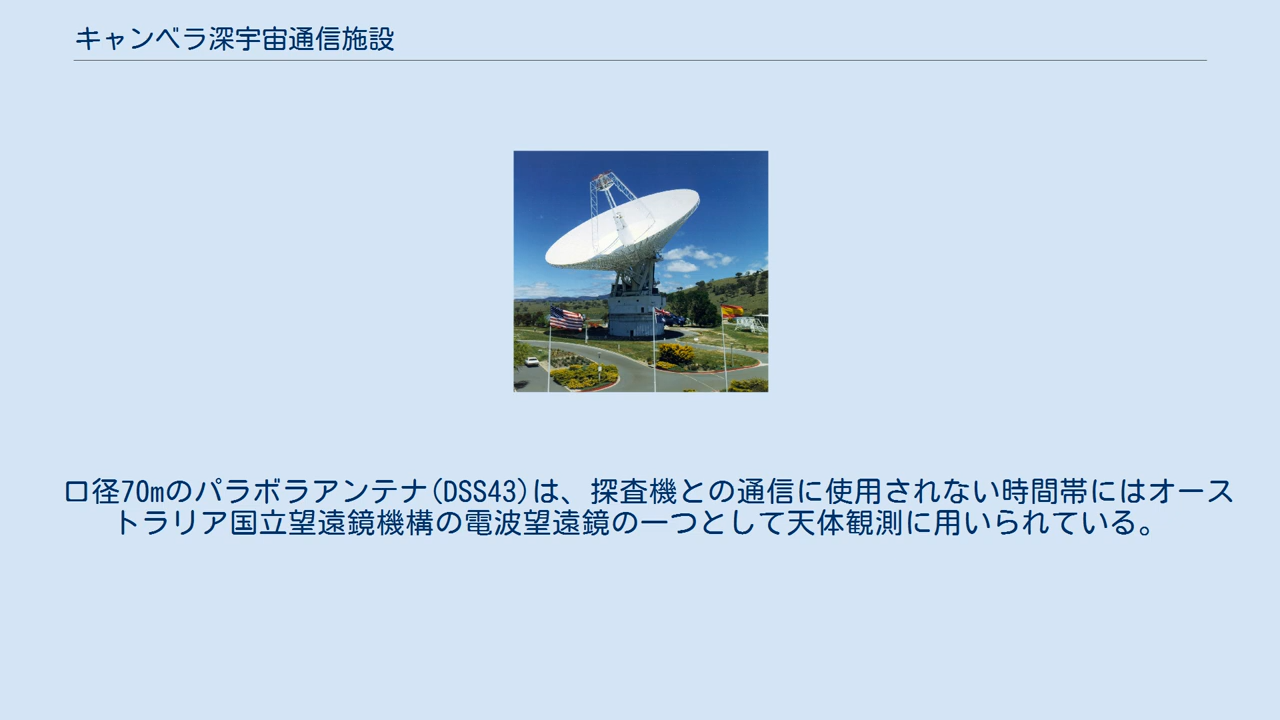 キャンベラ深宇宙通信施設
口径70mのパラボラアンテナ(DSS43)は、探査機との通信に使用されない時間帯にはオース
トラリア国立望遠鏡機構の電波望遠鏡の一つとして天体観測に用いられている。